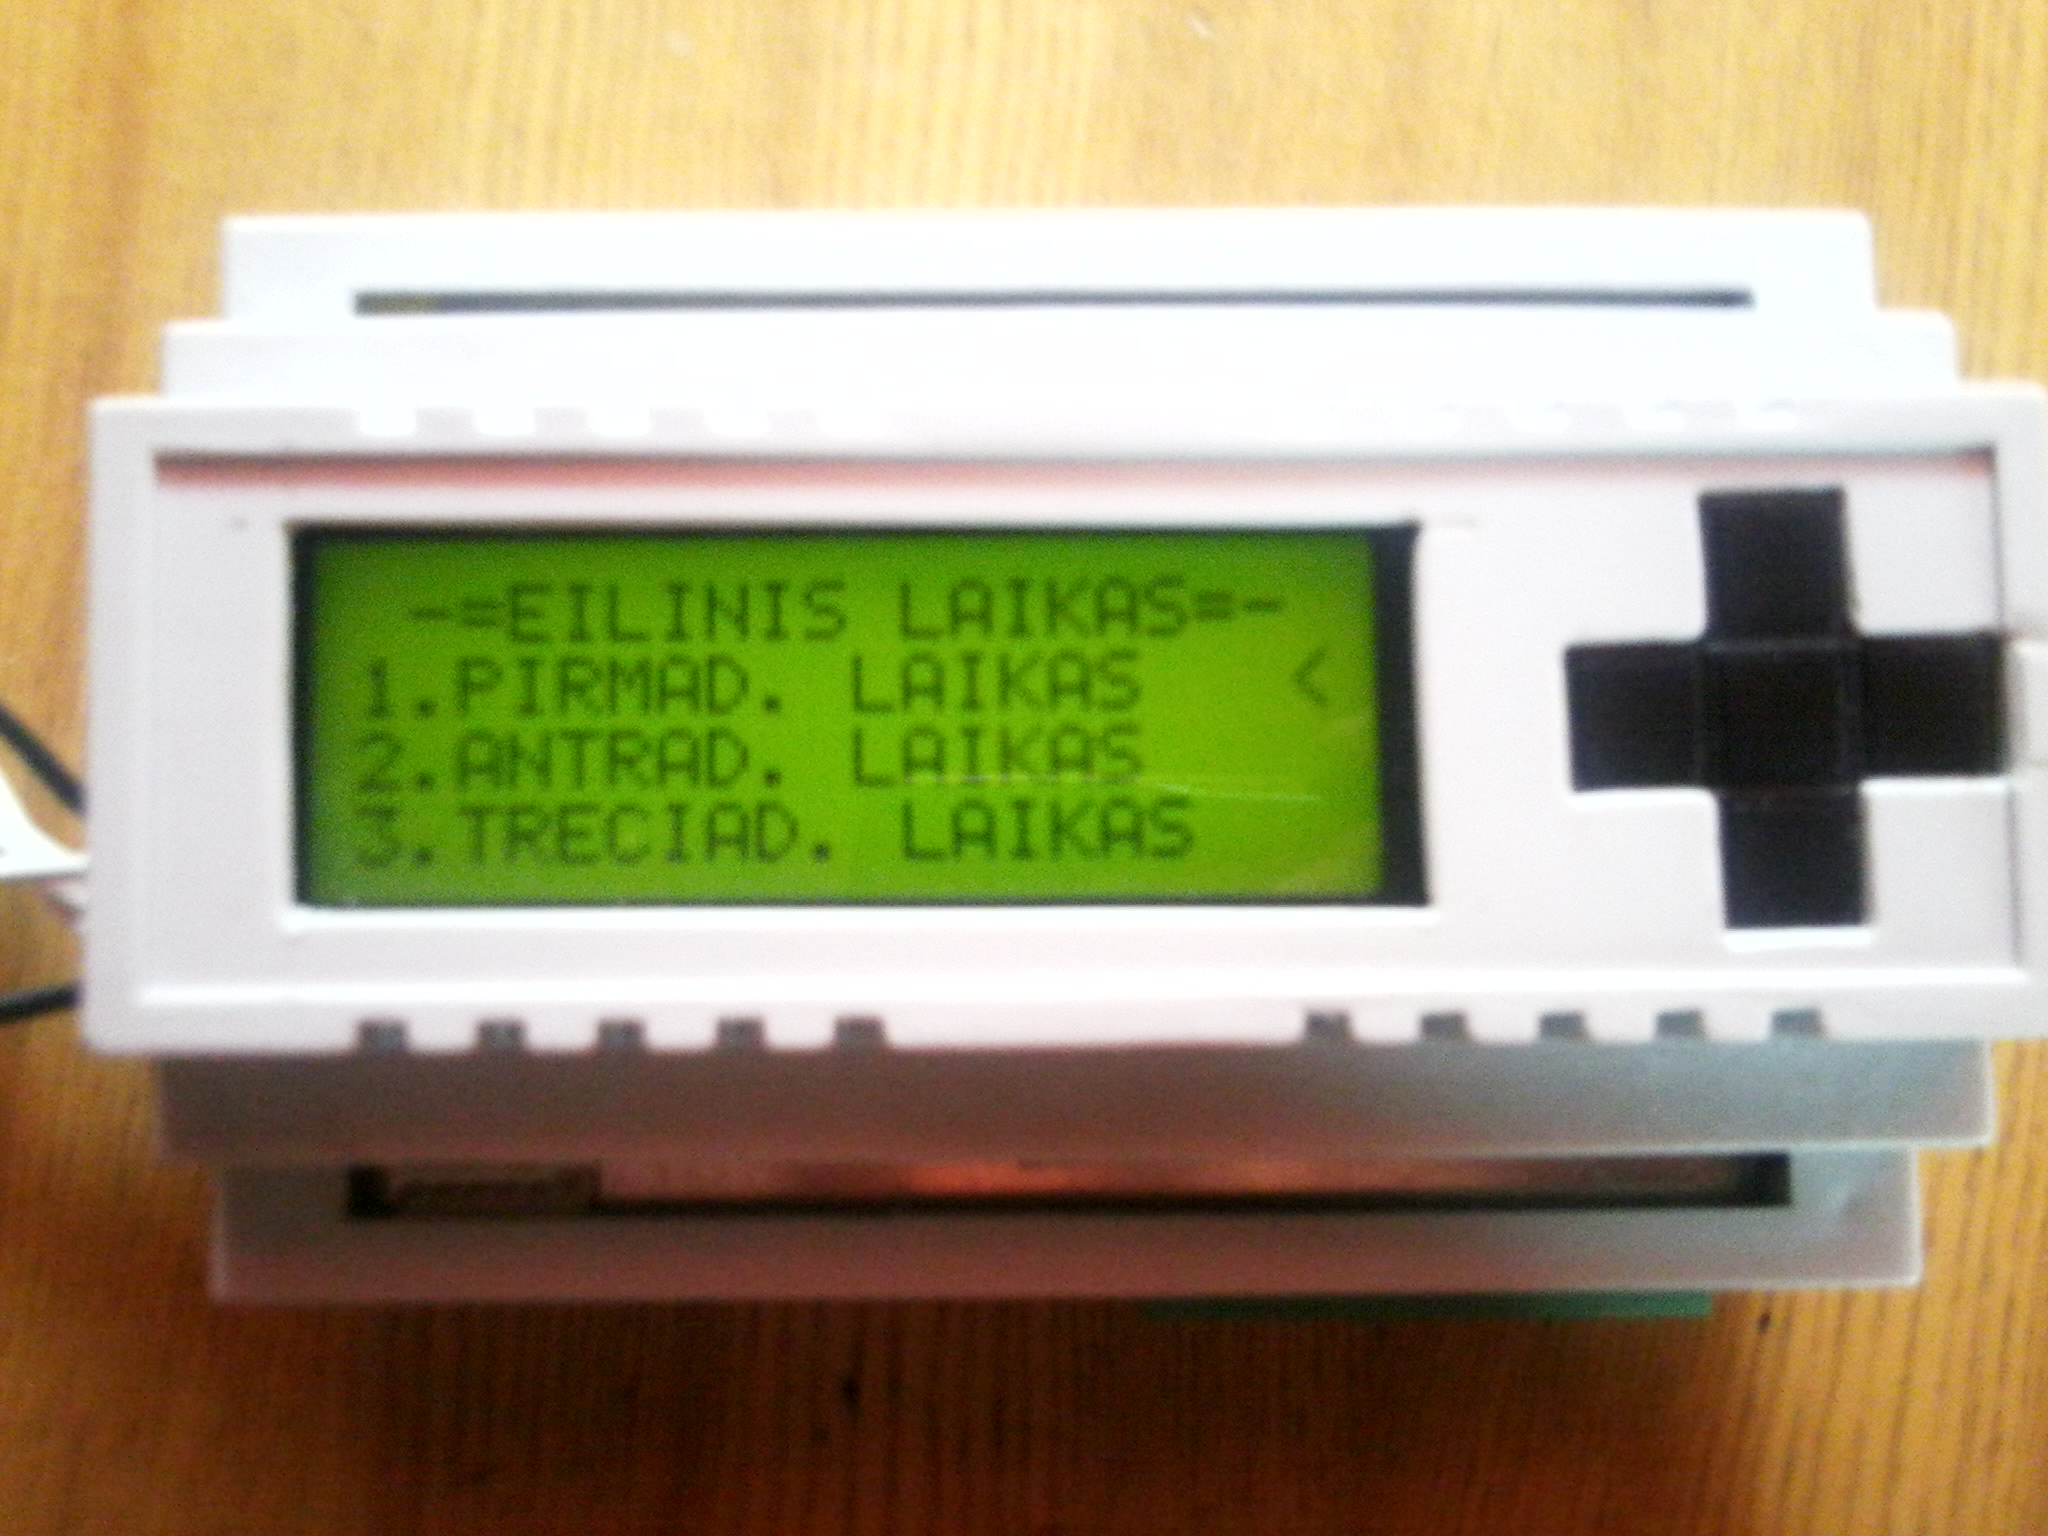 -=EILINIS LAIKAS=-
1.PIRMAD. LAIKAS <
2.ANTRAD. LAIKAS
3.TRECIAD. LAIKAS